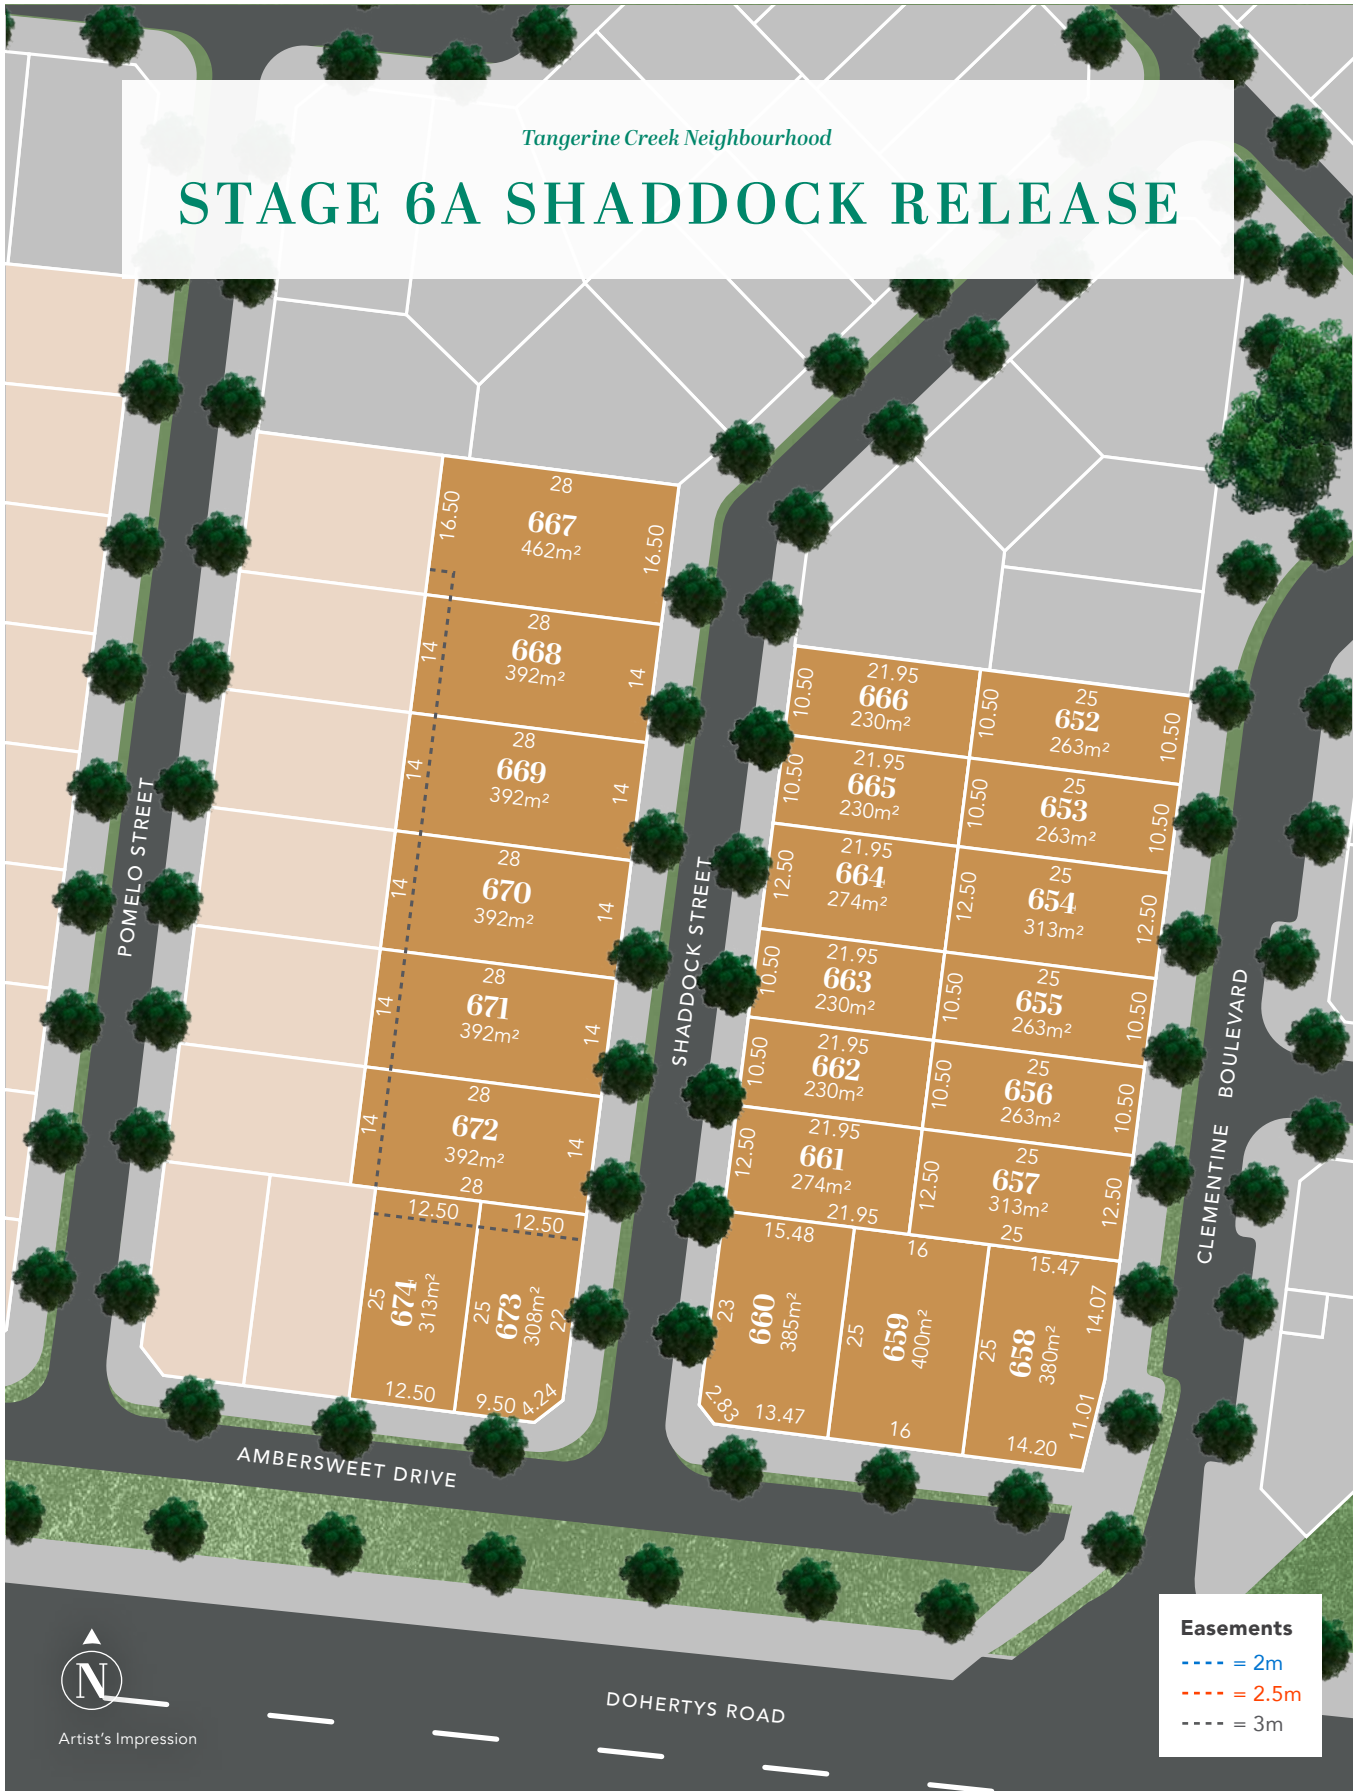 Tangerine Creek Neighbourhood
STAGE 6A SHADDOCK RELEASE
28
16.50
667
462m²
16.50
28
14
668
392m²
14
28
14
669
392m²
14
28
14
670
392m²
14
28
14
671
392m²
14
28
14
672
392m²
14
28
12.50
12.50
25
674
313m²
25
673
308m²
22
12.50
9.50
4.24
21.95
10.50
666
230m²
10.50
25
652
263m²
10.50
21.95
10.50
665
230m²
10.50
25
653
263m²
10.50
21.95
12.50
664
274m²
12.50
25
654
313m²
12.50
21.95
10.50
663
230m²
10.50
25
655
263m²
10.50
21.95
10.50
662
230m²
10.50
25
656
263m²
10.50
21.95
12.50
661
274m²
21.95
12.50
25
657
313m²
25
12.50
15.48
23
660
385m²
2.83
13.47
16
25
659
400m²
16
15.47
25
658
380m²
14.07
11.01
14.20
POMELO STREET
SHADDOCK STREET
CLEMENTINE BOULEVARD
AMBERSWEET DRIVE
DOHERTYS ROAD
N
Artist's Impression
Easements
= 2m
= 2.5m
= 3m